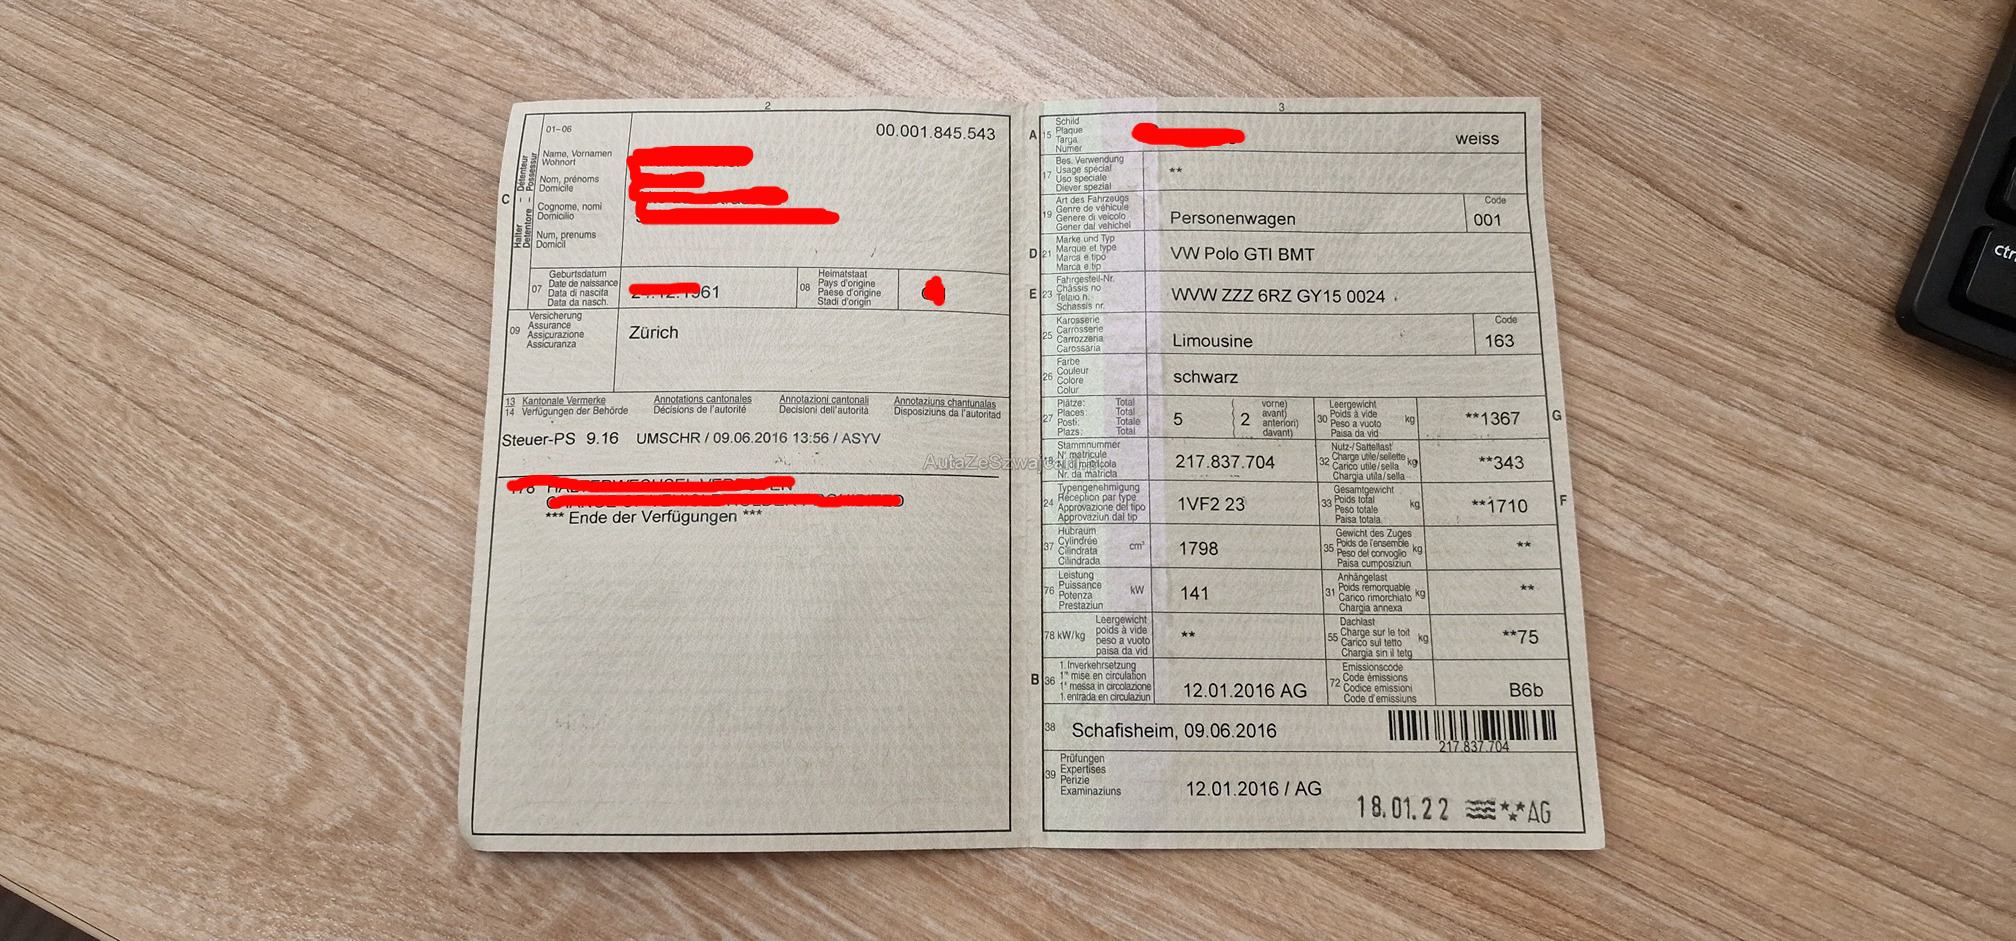 2
01–06
00.001.845.543
C
Halter – Détenteur
Detentore – Possessur
Name, Vornamen
Wohnort
Nom, prénoms
Domicile
Cognome, nomi
Domicilio
Num, prenums
Domicil
07
Geburtsdatum
Date de naissance
Data di nascita
Data da nasch.
61
08
Heimatstaat
Pays d'origine
Paese d'origine
Stadi d'origin
09
Versicherung
Assurance
Assicurazione
Assicuranza
Zürich
13 Kantonale Vermerke Annotations cantonales Annotazioni cantonali Annotaziuns chantunalas
14 Verfügungen der Behörde Décisions de l'autorité Decisioni dell'autorità Disposiziuns da l'autoritad
Steuer-PS 9.16 UMSCHR / 09.06.2016 13:56 / ASYV
*** Ende der Verfügungen ***
3
A 15
Schild
Plaque
Targa
Numer
weiss
17
Bes. Verwendung
Usage spécial
Uso speciale
Diever spezial
**
19
Art des Fahrzeugs
Genre de véhicule
Genere di veicolo
Gener dal vehichel
Personenwagen
Code
001
D 21
Marke und Typ
Marque et type
Marca e tipo
Marca e tip
VW Polo GTI BMT
E 23
Fahrgestell-Nr.
Châssis no
Telaio n.
Schassis nr.
WVW ZZZ 6RZ GY15 0024
25
Karosserie
Carrosserie
Carrozzeria
Carossaria
Limousine
Code
163
26
Farbe
Couleur
Colore
Colur
schwarz
27
Plätze: Total
Places: Total
Posti: Totale
Plazs: Total
5
2
vorne)
avant)
anteriori)
davant)
30
Leergewicht
Poids à vide
Peso a vuoto
Paisa da vid
kg
**1367
G
18
Stammnummer
N° matricule
N. matricola
Nr. da matricla
217.837.704
32
Nutz-/Sattellast
Charge utile/sellette
Carico utile/sella
Chargia utila/sella
kg
**343
24
Typengenehmigung
Réception par type
Approvazione del tipo
Approvaziun dal tip
1VF2 23
33
Gesamtgewicht
Poids total
Peso totale
Paisa totala
kg
**1710
F
37
Hubraum
Cylindrée
Cilindrata
Cilindrada
cm³
1798
35
Gewicht des Zuges
Poids de l'ensemble
Peso del convoglio
Paisa cumposiziun
kg
**
76
Leistung
Puissance
Potenza
Prestaziun
kW
141
31
Anhängelast
Poids remorquable
Carico rimorchiato
Chargia annexa
kg
**
78 kW/kg
Leergewicht
poids à vide
peso a vuoto
paisa da vid
**
55
Dachlast
Charge sur le toit
Carico sul tetto
Chargia sin il tetg
kg
**75
B 36
1. Inverkehrsetzung
1re mise en circulation
1a messa in circolazione
1. entrada en circulaziun
12.01.2016 AG
72
Emissionscode
Code émissions
Codice emissioni
Code d'emissiuns
B6b
38
Schafisheim, 09.06.2016
217.837.704
39
Prüfungen
Expertises
Perizie
Examinaziuns
12.01.2016 / AG
18.01.22 AG
ctrl